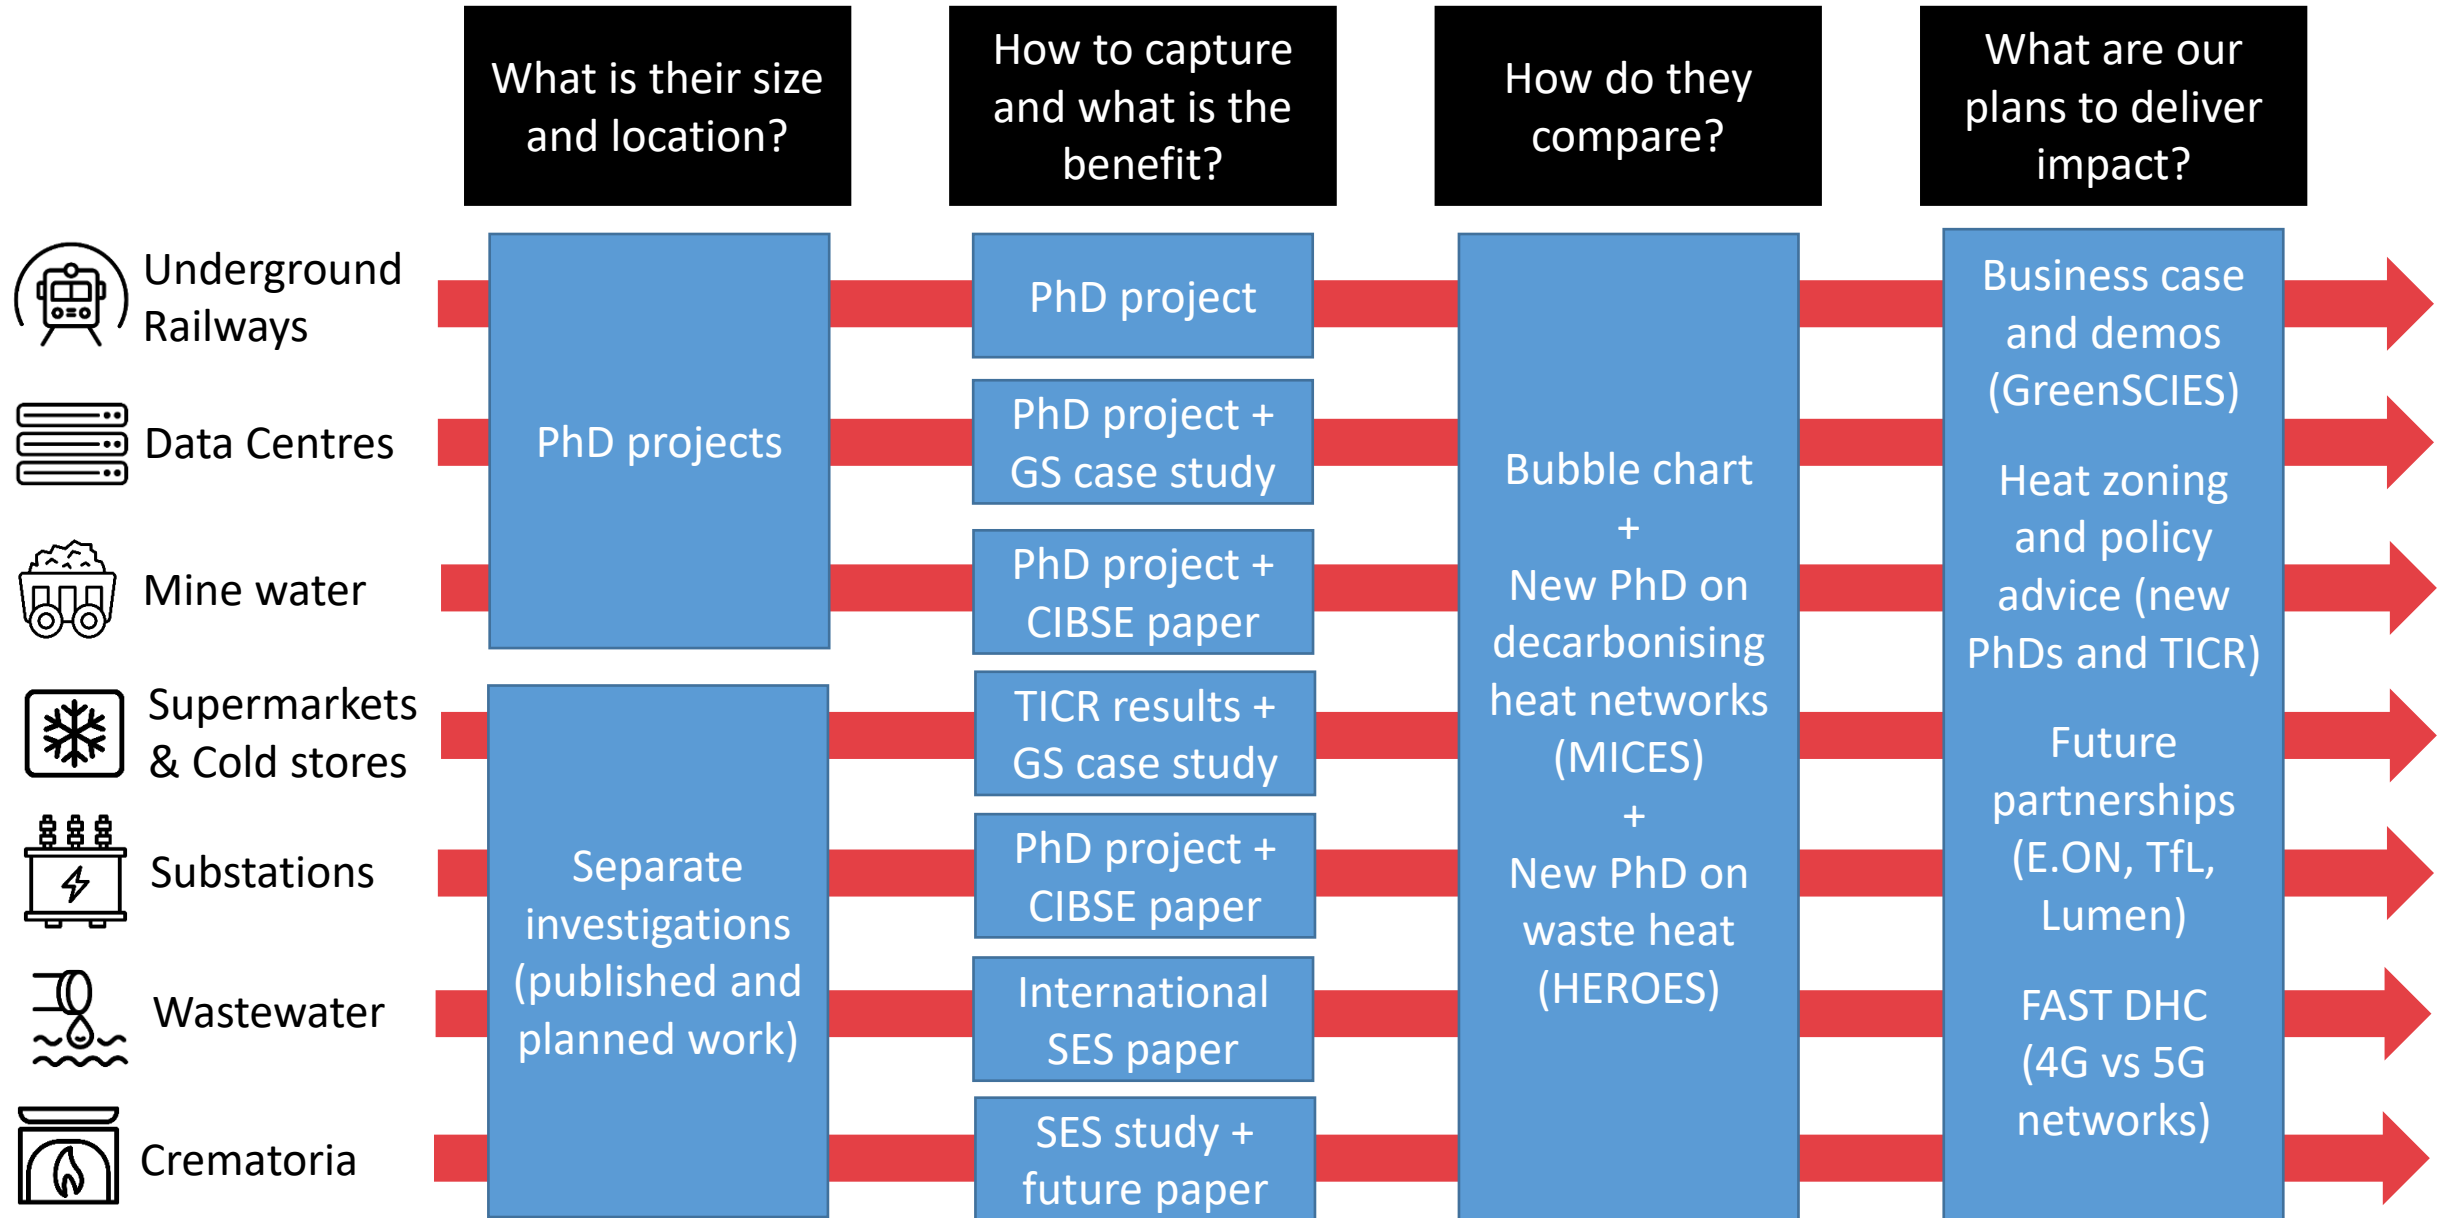 What is their size
and location?
How to capture
and what is the
benefit?
How do they
compare?
What are our
plans to deliver
impact?
Underground
Railways
Data Centres
Mine water
Supermarkets
& Cold stores
Substations
Wastewater
Crematoria
PhD projects
Separate
investigations
(published and
planned work)
PhD project
PhD project +
GS case study
PhD project +
CIBSE paper
TICR results +
GS case study
PhD project +
CIBSE paper
International
SES paper
SES study +
future paper
Bubble chart
+
New PhD on
decarbonising
heat networks
(MICES)
+
New PhD on
waste heat
(HEROES)
Business case
and demos
(GreenSCIES)
Heat zoning
and policy
advice (new
PhDs and TICR)
Future
partnerships
(E.ON, TfL,
Lumen)
FAST DHC
(4G vs 5G
networks)